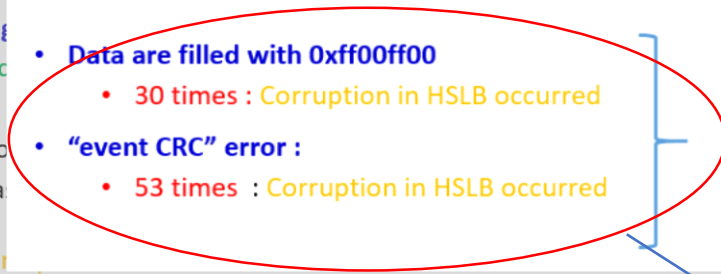 • Data are filled with 0xff00ff00
• 30 times : Corruption in HSLB occurred
• “event CRC” error :
• 53 times : Corruption in HSLB occurred